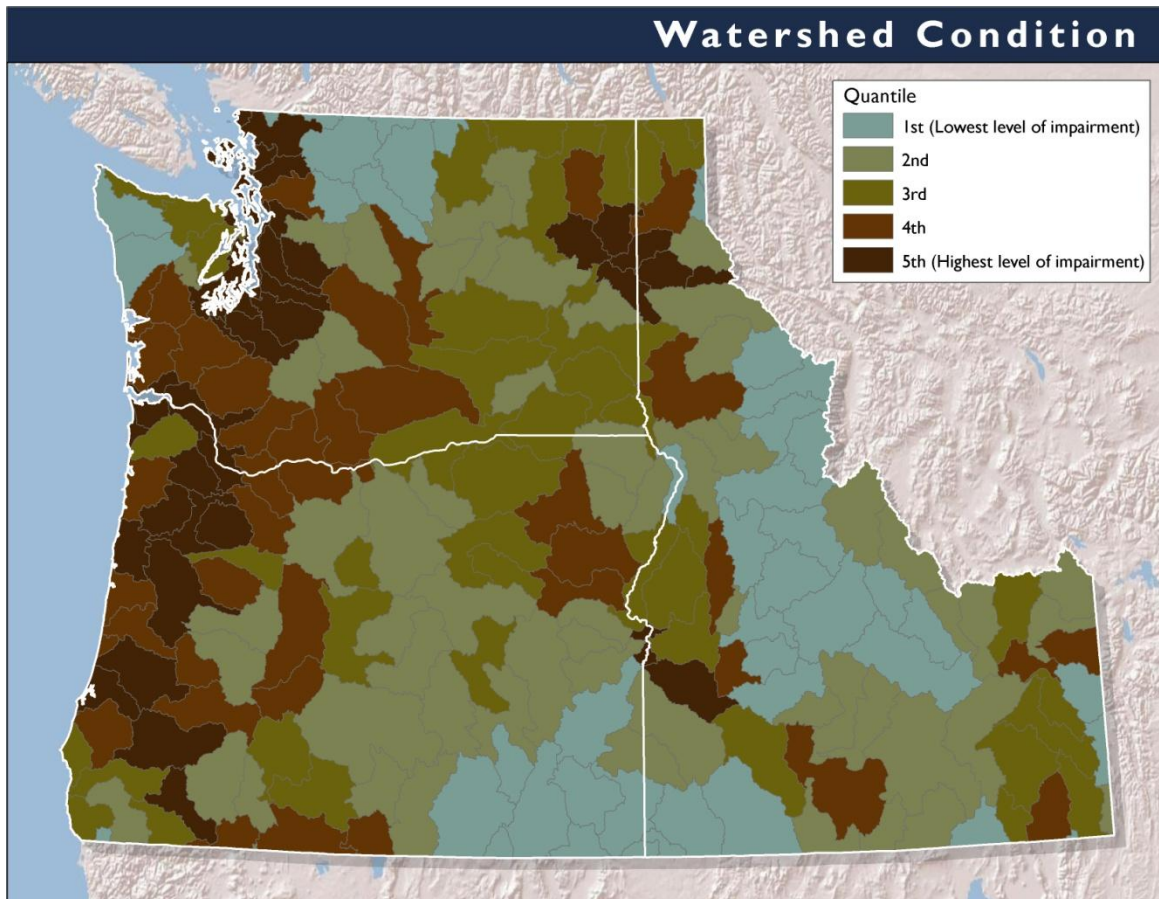 Watershed Condition
Quantile
1st (Lowest level of impairment)
2nd
3rd
4th
5th (Highest level of impairment)